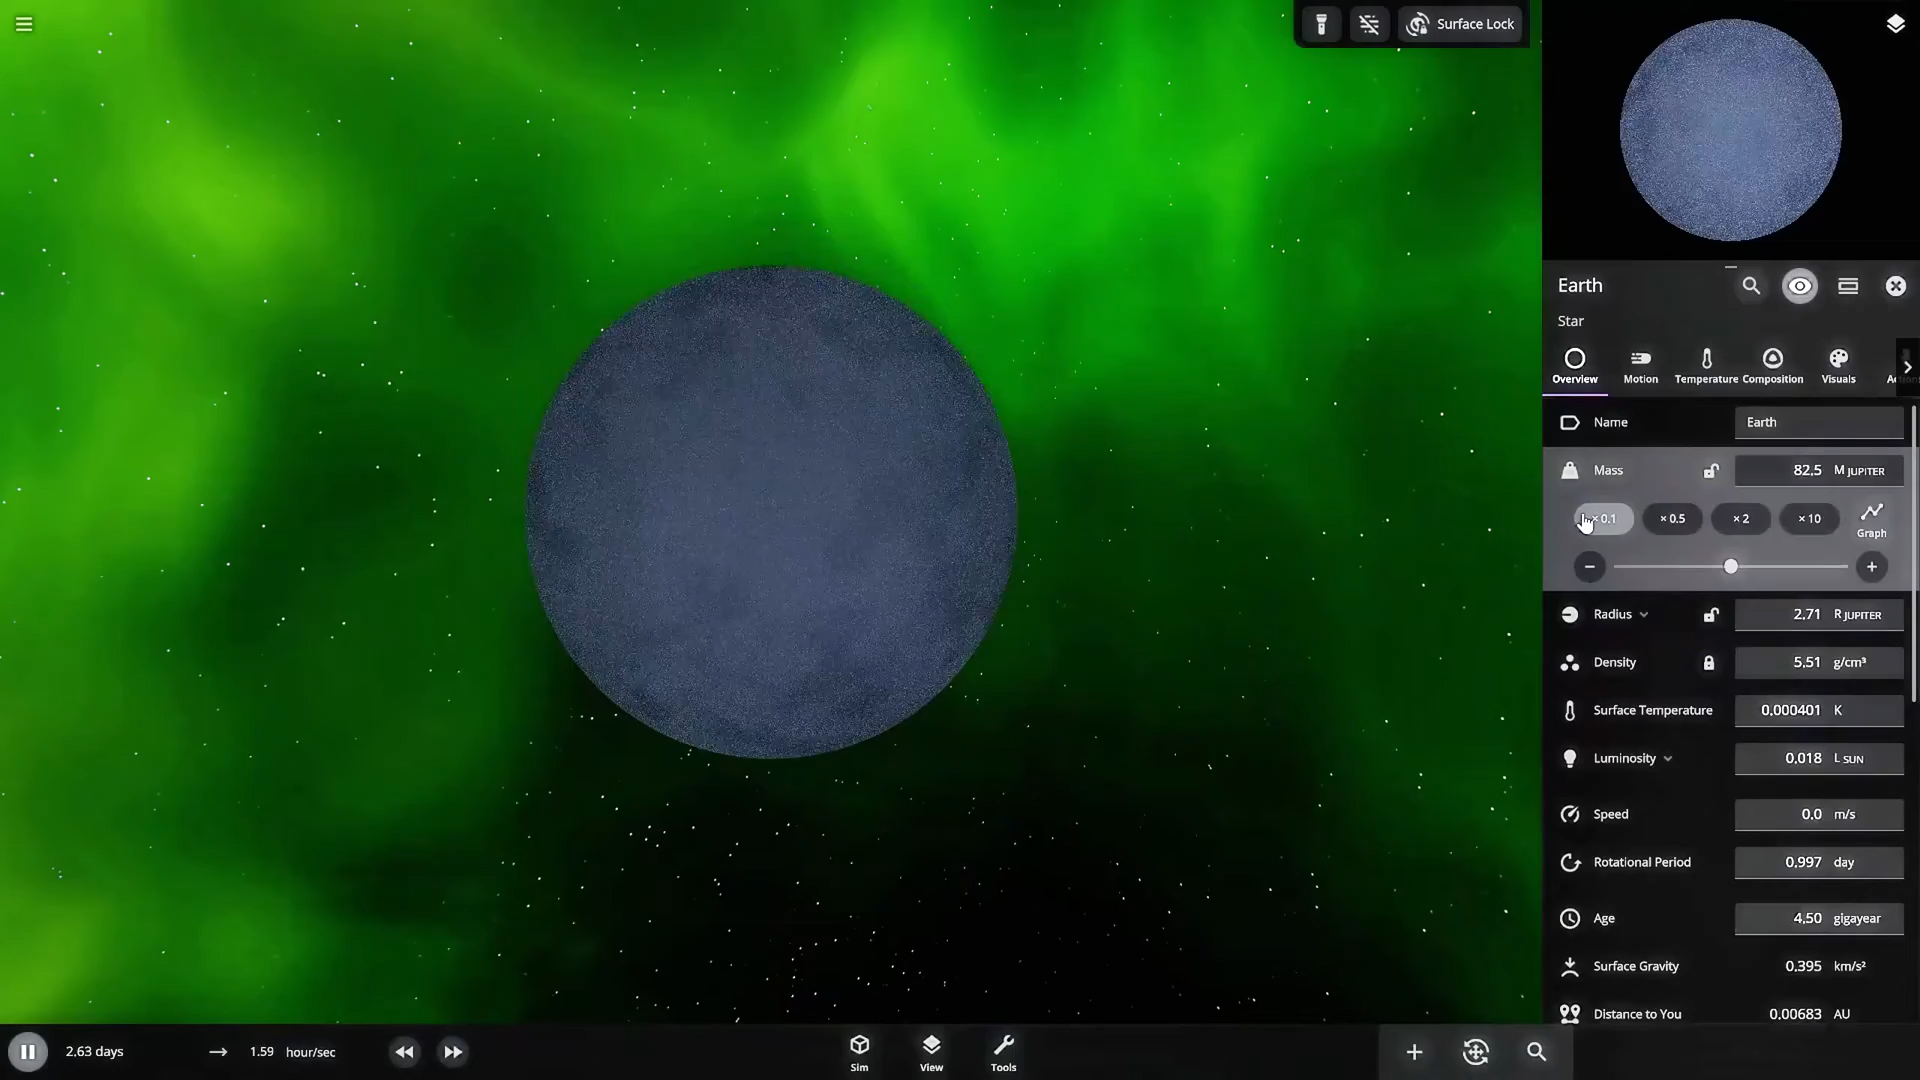 Surface Lock
Earth
Star
Overview
Motion
Temperature
Composition
Visuals
Name
Earth
Mass
82.5 M JUPITER
× 0.1
× 0.5
× 2
× 10
Graph
Radius
2.71 R JUPITER
Density
5.51 g/cm³
Surface Temperature
0.000401 K
Luminosity
0.018 L SUN
Speed
0.0 m/s
Rotational Period
0.997 day
Age
4.50 gigayear
Surface Gravity
0.395 km/s²
Distance to You
0.00683 AU
2.63 days
1.59 hour/sec
Sim
View
Tools